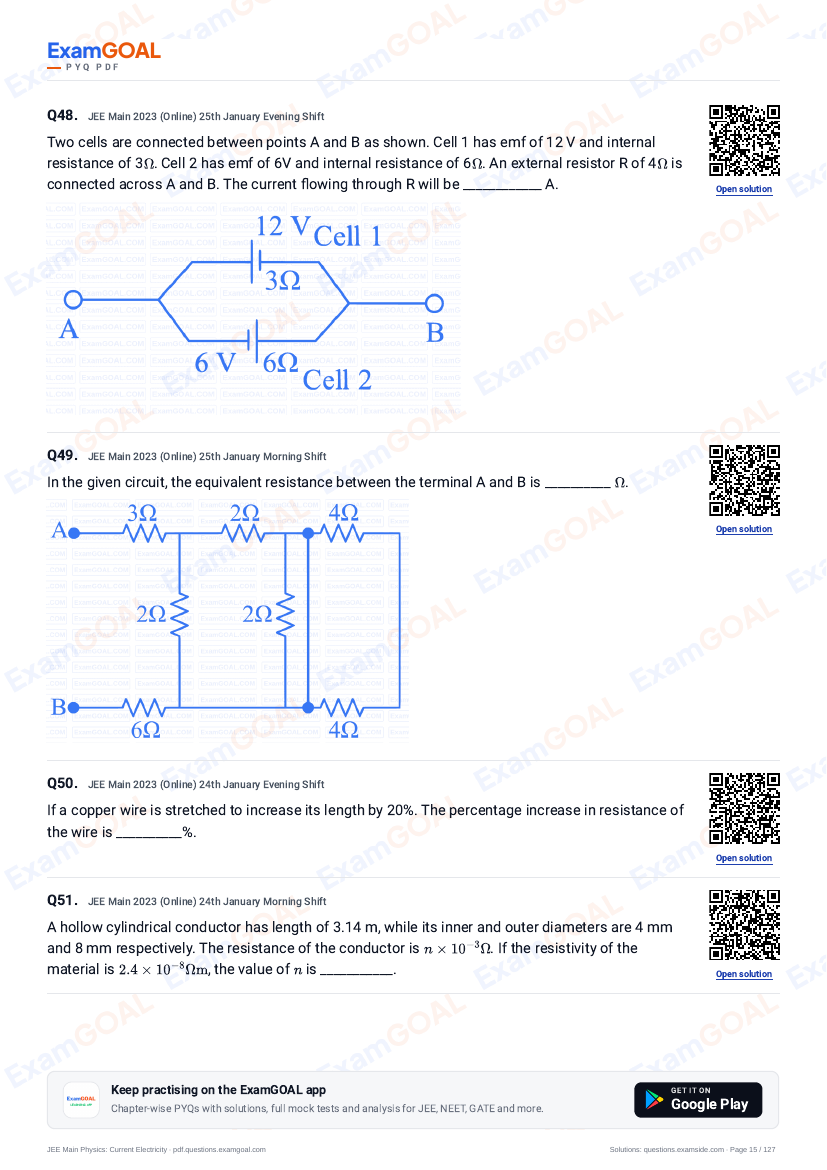 ExamGOAL
PYQ PDF
Q48. JEE Main 2023 (Online) 25th January Evening Shift
Two cells are connected between points A and B as shown. Cell 1 has emf of 12 V and internal
resistance of 3Ω. Cell 2 has emf of 6V and internal resistance of 6Ω. An external resistor R of 4Ω is
connected across A and B. The current flowing through R will be ____________ A.
Open solution
12 V Cell 1
3Ω
A
B
6 V 6Ω
Cell 2
Q49. JEE Main 2023 (Online) 25th January Morning Shift
In the given circuit, the equivalent resistance between the terminal A and B is __________ Ω.
Open solution
3Ω 2Ω 4Ω
A
2Ω 2Ω
B
6Ω 4Ω
Q50. JEE Main 2023 (Online) 24th January Evening Shift
If a copper wire is stretched to increase its length by 20%. The percentage increase in resistance of
the wire is __________%.
Open solution
Q51. JEE Main 2023 (Online) 24th January Morning Shift
A hollow cylindrical conductor has length of 3.14 m, while its inner and outer diameters are 4 mm
and 8 mm respectively. The resistance of the conductor is n × 10⁻³Ω. If the resistivity of the
material is 2.4 × 10⁻⁸Ωm, the value of n is ___________.
Open solution
ExamGOAL
Keep practising on the ExamGOAL app
Chapter-wise PYQs with solutions, full mock tests and analysis for JEE, NEET, GATE and more.
GET IT ON
Google Play
JEE Main Physics: Current Electricity · pdf.questions.examgoal.com
Solutions: questions.examside.com · Page 15 / 127